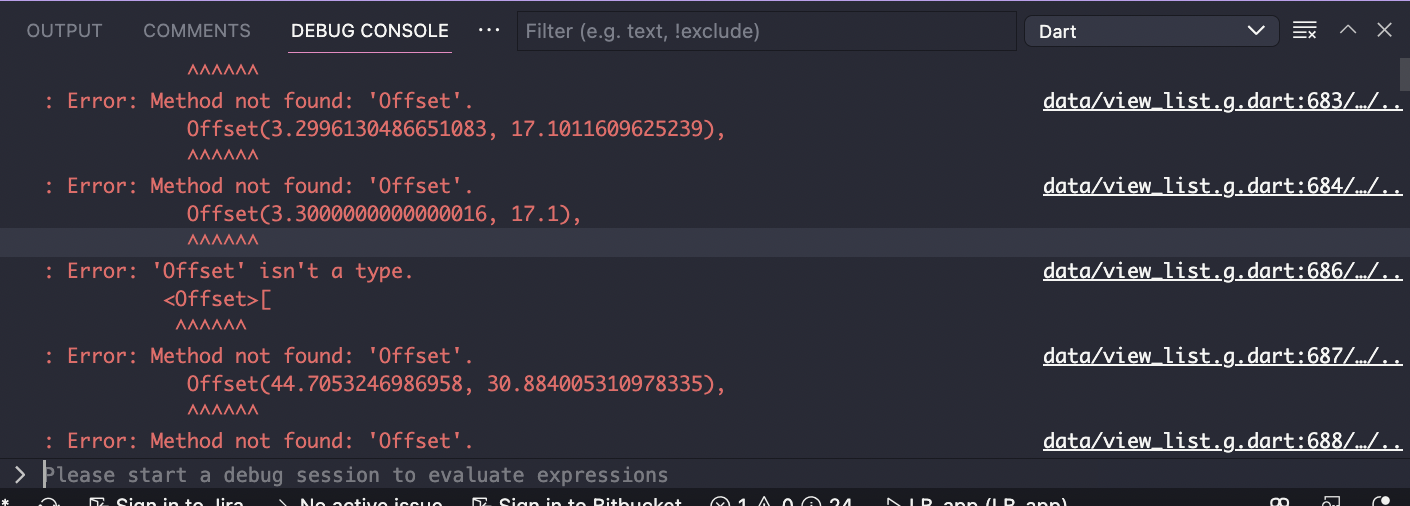 OUTPUT COMMENTS DEBUG CONSOLE ··· Filter (e.g. text, !exclude) Dart
^^^^^^
: Error: Method not found: 'Offset'. data/view_list.g.dart:683/…/..
Offset(3.2996130486651083, 17.1011609625239),
^^^^^^
: Error: Method not found: 'Offset'. data/view_list.g.dart:684/…/..
Offset(3.3000000000000016, 17.1),
^^^^^^
: Error: 'Offset' isn't a type. data/view_list.g.dart:686/…/..
<Offset>[
^^^^^^
: Error: Method not found: 'Offset'. data/view_list.g.dart:687/…/..
Offset(44.7053246986958, 30.884005310978335),
^^^^^^
: Error: Method not found: 'Offset'. data/view_list.g.dart:688/…/..
Please start a debug session to evaluate expressions
* Sign in to Jira No active issue Sign in to Bitbucket 1 0 24 LB_app (LB_app)